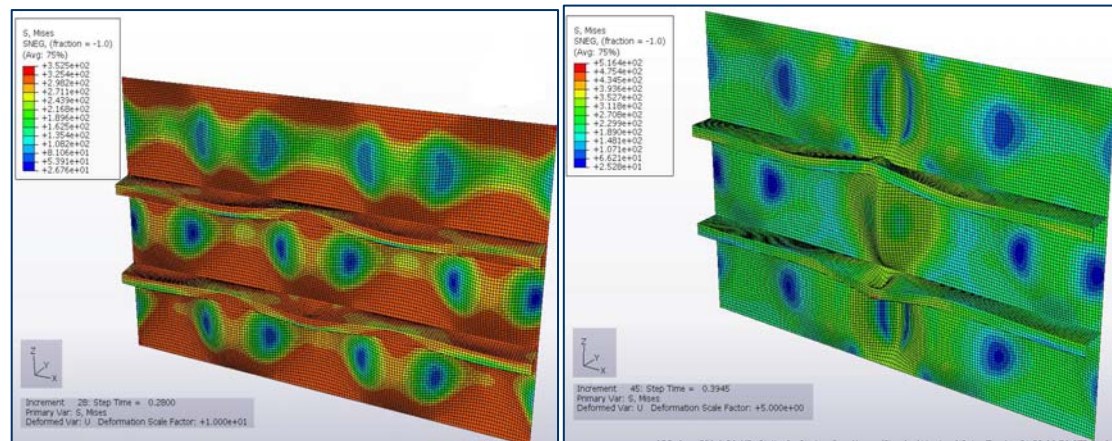 S, Mises
SNEG, (fraction = -1.0)
(Avg: 75%)
+3.525e+02
+3.254e+02
+2.982e+02
+2.711e+02
+2.439e+02
+2.168e+02
+1.896e+02
+1.625e+02
+1.354e+02
+1.082e+02
+8.106e+01
+5.391e+01
+2.676e+01
Z
Y
X
Increment 28: Step Time = 0.2800
Primary Var: S, Mises
Deformed Var: U Deformation Scale Factor: +1.000e+01
S, Mises
SNEG, (fraction = -1.0)
(Avg: 75%)
+5.164e+02
+4.754e+02
+4.345e+02
+3.936e+02
+3.527e+02
+3.118e+02
+2.708e+02
+2.299e+02
+1.890e+02
+1.481e+02
+1.071e+02
+6.621e+01
+2.528e+01
Z
Y
X
Increment 45: Step Time = 0.3945
Primary Var: S, Mises
Deformed Var: U Deformation Scale Factor: +5.000e+00